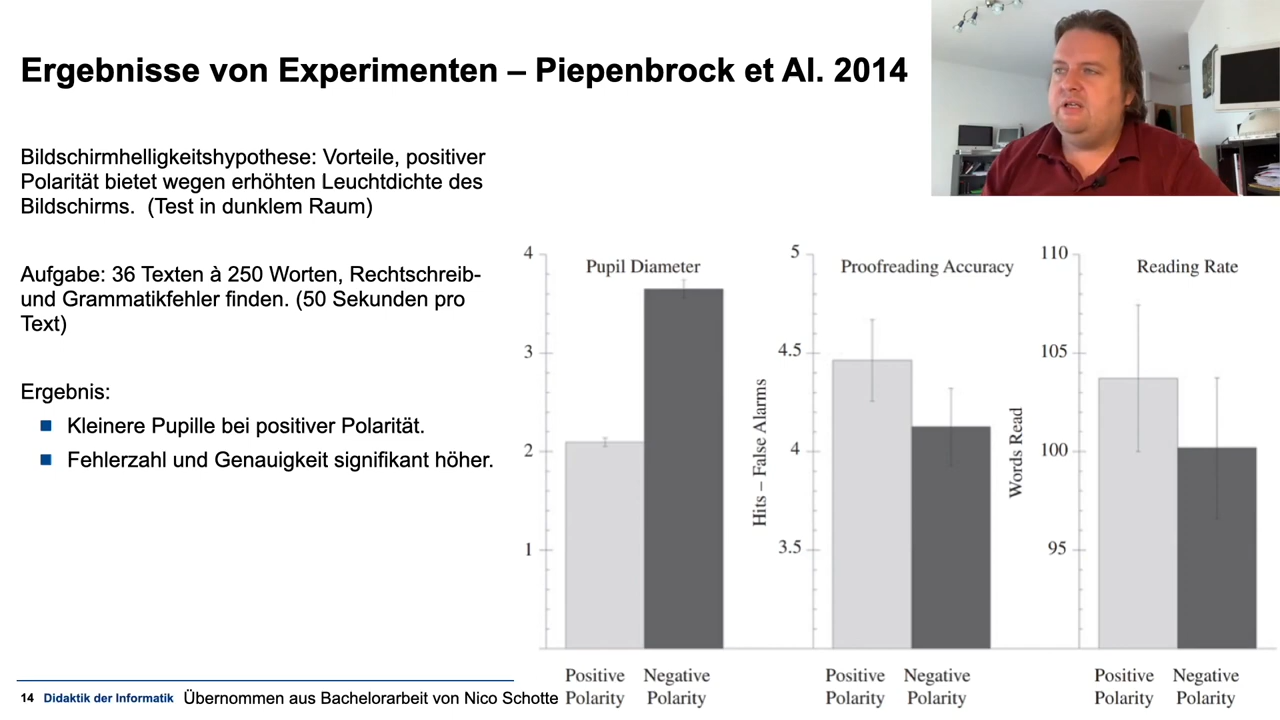 Ergebnisse von Experimenten – Piepenbrock et Al. 2014
Bildschirmhelligkeitshypothese: Vorteile, positiver
Polarität bietet wegen erhöhten Leuchtdichte des
Bildschirms.  (Test in dunklem Raum)
Aufgabe: 36 Texten à 250 Worten, Rechtschreib-
und Grammatikfehler finden. (50 Sekunden pro
Text)
Ergebnis:
Kleinere Pupille bei positiver Polarität.
Fehlerzahl und Genauigkeit signifikant höher.
Pupil Diameter
4
3
2
1
Positive Polarity
Negative Polarity
Proofreading Accuracy
Hits – False Alarms
5
4.5
4
3.5
Positive Polarity
Negative Polarity
Reading Rate
Words Read
110
105
100
95
Positive Polarity
Negative Polarity
14 Didaktik der Informatik Übernommen aus Bachelorarbeit von Nico Schotte